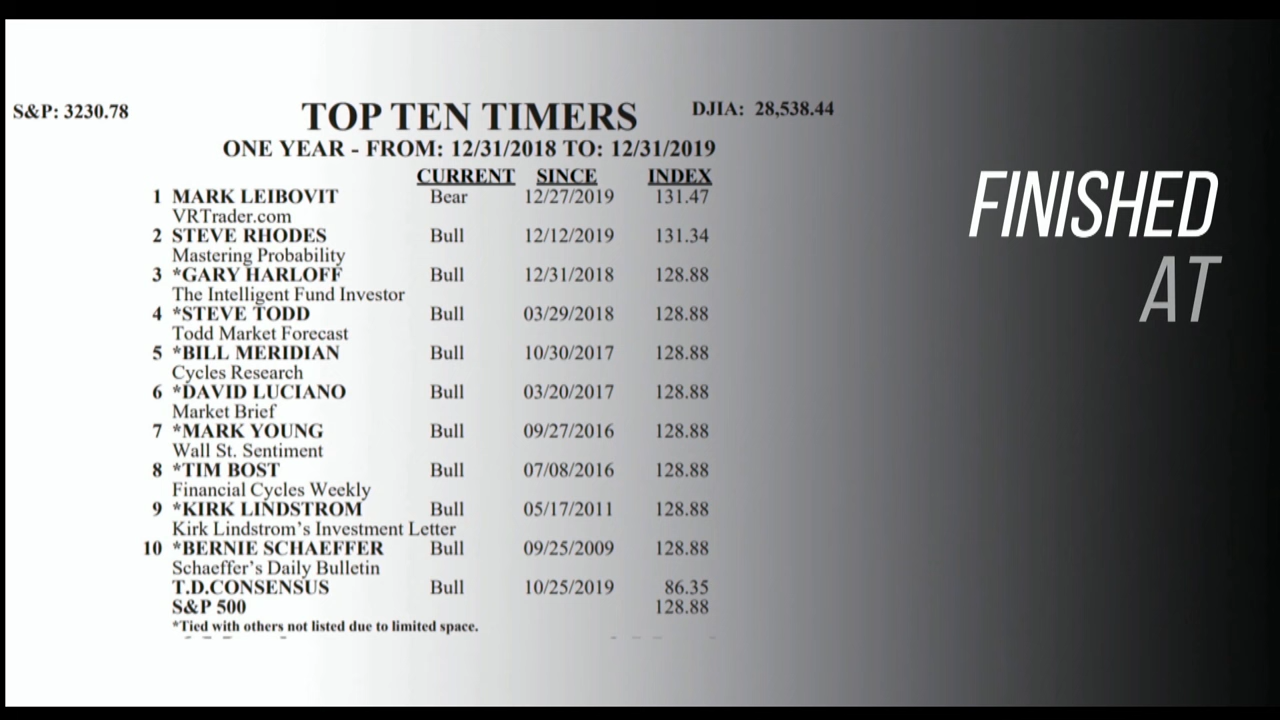 S&P: 3230.78
TOP TEN TIMERS
DJIA: 28,538.44
ONE YEAR - FROM: 12/31/2018 TO: 12/31/2019
CURRENT SINCE INDEX
1 MARK LEIBOVIT Bear 12/27/2019 131.47
VRTrader.com
2 STEVE RHODES Bull 12/12/2019 131.34
Mastering Probability
3 *GARY HARLOFF Bull 12/31/2018 128.88
The Intelligent Fund Investor
4 *STEVE TODD Bull 03/29/2018 128.88
Todd Market Forecast
5 *BILL MERIDIAN Bull 10/30/2017 128.88
Cycles Research
6 *DAVID LUCIANO Bull 03/20/2017 128.88
Market Brief
7 *MARK YOUNG Bull 09/27/2016 128.88
Wall St. Sentiment
8 *TIM BOST Bull 07/08/2016 128.88
Financial Cycles Weekly
9 *KIRK LINDSTROM Bull 05/17/2011 128.88
Kirk Lindstrom's Investment Letter
10 *BERNIE SCHAEFFER Bull 09/25/2009 128.88
Schaeffer's Daily Bulletin
T.D.CONSENSUS Bull 10/25/2019 86.35
S&P 500 128.88
*Tied with others not listed due to limited space.
FINISHED
AT